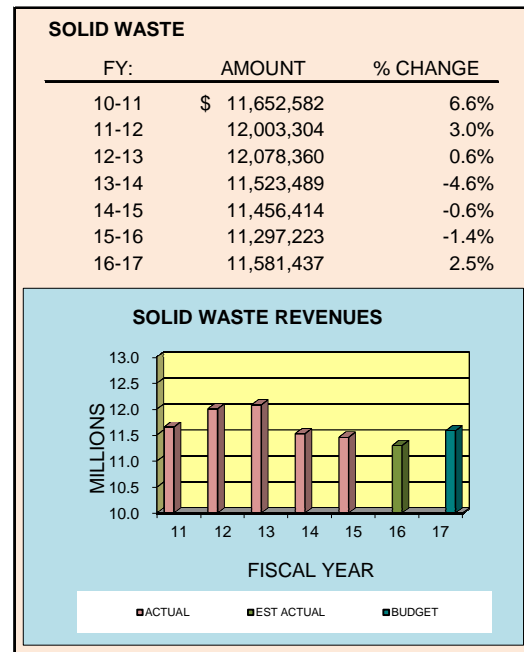 SOLID WASTE
FY: AMOUNT % CHANGE
10-11 $ 11,652,582 6.6%
11-12 12,003,304 3.0%
12-13 12,078,360 0.6%
13-14 11,523,489 -4.6%
14-15 11,456,414 -0.6%
15-16 11,297,223 -1.4%
16-17 11,581,437 2.5%
SOLID WASTE REVENUES
13.0
12.5
12.0
11.5
11.0
10.5
10.0
MILLIONS
11 12 13 14 15 16 17
FISCAL YEAR
ACTUAL EST ACTUAL BUDGET